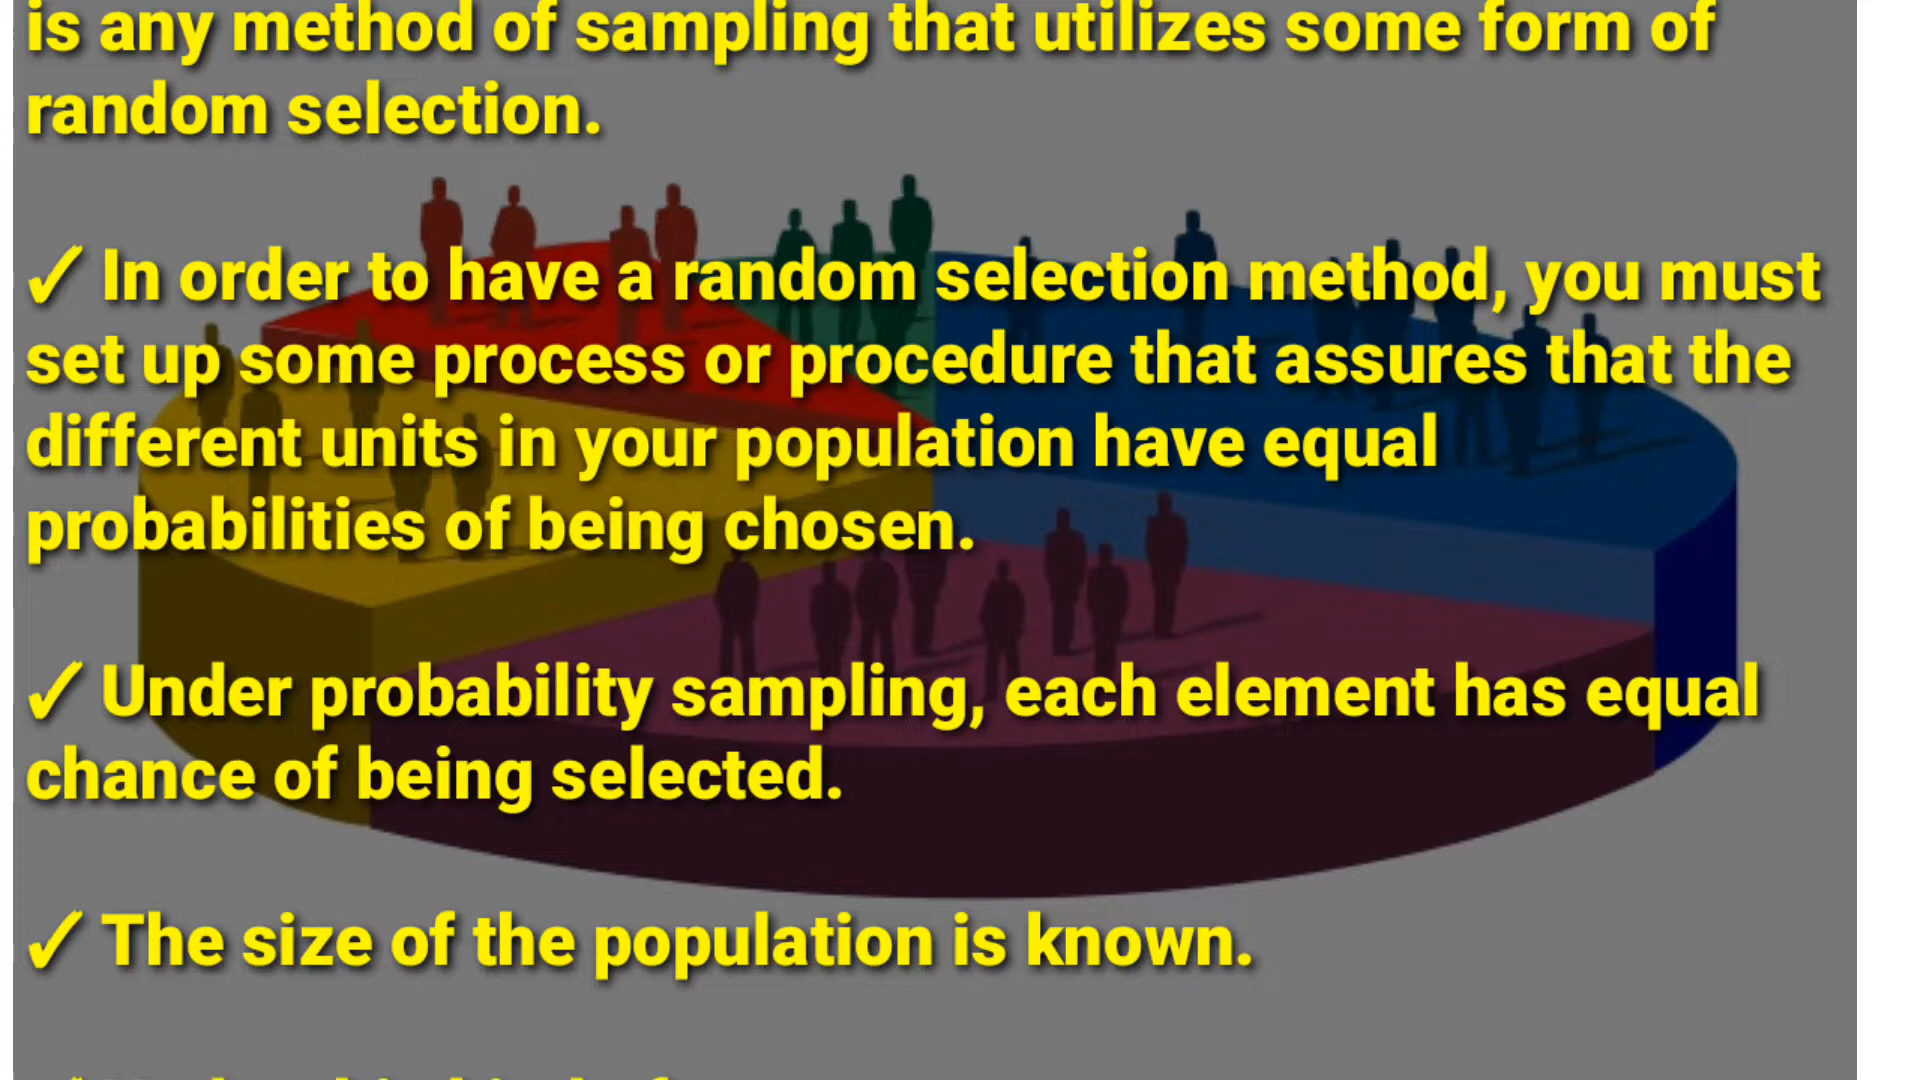 is any method of sampling that utilizes some form of
random selection.
✓ In order to have a random selection method, you must
set up some process or procedure that assures that the
different units in your population have equal
probabilities of being chosen.
✓ Under probability sampling, each element has equal
chance of being selected.
✓ The size of the population is known.